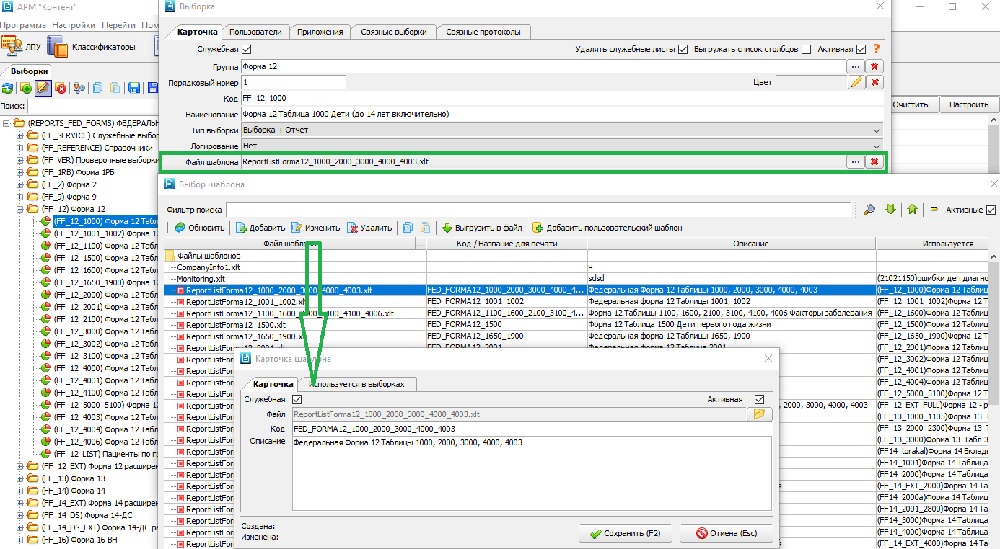 АРМ "Контент"
Программа Настройки Перейти Пом
ЛПУ Классификаторы
Выборки
Поиск:
(REPORTS_FED_FORMS) ФЕДЕРАЛЬН
(FF_SERVICE) Служебные выбор
(FF_REFERENCE) Справочники
(FF_VER) Проверочные выборки
(FF_1RB) Форма 1РБ
(FF_2) Форма 2
(FF_9) Форма 9
(FF_12) Форма 12
(FF_12_1000) Форма 12 Табл
(FF_12_1001_1002) Форма 12
(FF_12_1100) Форма 12 Табл
(FF_12_1500) Форма 12 Табл
(FF_12_1600) Форма 12 Табл
(FF_12_1650_1900) Форма 12
(FF_12_2000) Форма 12 Табл
(FF_12_2001) Форма 12 Табл
(FF_12_2100) Форма 12 Табл
(FF_12_3000) Форма 12 Табл
(FF_12_3002) Форма 12 Табл
(FF_12_3100) Форма 12 Табл
(FF_12_4000) Форма 12 Табл
(FF_12_4001) Форма 12 Табл
(FF_12_4100) Форма 12 Табл
(FF_12_5000_5100) Форма 12
(FF_12_4003) Форма 12 Табл
(FF_12_4004) Форма 12 Табл
(FF_12_4006) Форма 12 Табл
(FF_12_LIST) Пациенты по гр
(FF_12_EXT) Форма 12 расширен
(FF_13) Форма 13
(FF_14) Форма 14
(FF_14_EXT) Форма 14 расширен
(FF_14_DS) Форма 14-ДС
(FF_14_DS_EXT) Форма 14-ДС ра
(FF_16) Форма 16-ВН
Очистить Настроить
Выборка
Карточка Пользователи Приложения Связные выборки Связные протоколы
Служебная Удалять служебные листы Выгружать список столбцов Активная ?
Группа Форма 12 ...
Порядковый номер 1 Цвет
Код FF_12_1000
Наименование Форма 12 Таблица 1000 Дети (до 14 лет включительно)
Тип выборки Выборка + Отчет
Логирование Нет
Файл шаблона ReportListForma12_1000_2000_3000_4000_4003.xlt ...
Выбор шаблона
Фильтр поиска Активные
Обновить Добавить Изменить Удалить Выгрузить в файл Добавить пользовательский шаблон
Файл шаблона ... Код / Название для печати Описание Используется
Файлы шаблонов
CompanyInfo1.xlt ч
Monitoring.xlt sdsd (21021150)ошибки деп диагно
ReportListForma12_1000_2000_3000_4000_4003.xlt FED_FORMA12_1000_2000_3000_4000_4... Федеральная Форма 12 Таблицы 1000, 2000, 3000, 4000, 4003 (FF_12_1000)Форма 12 Таблиц
ReportListForma12_1001_1002.xlt FED_FORMA12_1001_1002 Федеральная форма 12 Таблицы 1001, 1002 (FF_12_1001_1002)Форма 12 Т
ReportListForma12_1100_1600_2100_3100_4100_4006.xlt FED_FORMA12_1100_1600_2100_3100_4... Форма 12 Таблицы 1100, 1600, 2100, 3100, 4100, 4006 Факторы заболевания (FF_12_1600)Форма 12 Таблиц
ReportListForma12_1500.xlt FED_FORMA12_1500 Форма 12 Таблица 1500 Дети первого года жизни (FF_12_1500)Форма 12 Таблиц
ReportListForma12_1650_1900.xlt FED_FORMA12_1650_1900 Федеральная форма 12 Таблицы 1650, 1900 (FF_12_1650_1900)Форма 12 Т
ReportListForma12_2001.xlt FED_FORMA12_2001 Федеральная форма 12 Таблица 2001 (FF_12_2001)Форма 12 Таблиц
ReportListFor (FF_12_3002)Форма 12 Таблиц
ReportListFor (FF_12_4001)Форма 12 Таблиц
ReportListFor (FF_12_4004)Форма 12 Таблиц
ReportListFor (FF_12_5000_5100)Форма 12 Т
ReportListFor , 2000, 3000, 4000, 4003 (FF_12_EXT_FULL)Форма 12 - р
ReportListFor (FF_13_1000_1105)Форма 13 Т
ReportListFor (FF_13_2000_2300)Форма 13 Т
ReportListFor (FF_13_3000)Форма 13 Табл 3
ReportListFor (FF14_torakal)Форма 14 Вклад
ReportListFor (FF14_1001)Форма 14 Таблица
ReportListFor (FF14_2000)Форма 14 Таблица
ReportListFor я (FF_14_EXT_2000)Форма 14 Таб
ReportListFor (FF14_2000a)Форма 14 Таблиц
ReportListFor (FF14_2001_2800)Форма 14 Таб
ReportListFor (FF14_3000)Форма 14 Таблица
ReportListFor (FF14_4000)Форма 14 Таблица
ReportListFor я (FF_14_EXT_4000)Форма 14 Таб
Карточка шаблона
Карточка Используется в выборках
Служебная Активная
Файл ReportListForma12_1000_2000_3000_4000_4003.xlt
Код FED_FORMA12_1000_2000_3000_4000_4003
Описание Федеральная Форма 12 Таблицы 1000, 2000, 3000, 4000, 4003
Создана:
Изменена:
Сохранить (F2) Отмена (Esc)